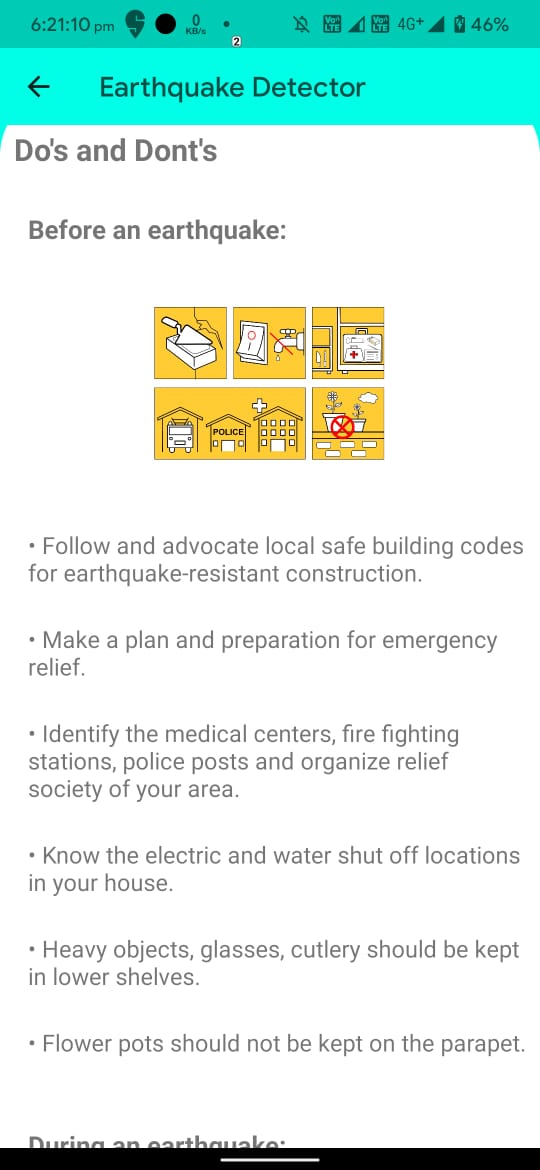 6:21:10 pm 0 KB/s 2 Vo) LTE Vo) LTE 4G+ 46%
Earthquake Detector
Do's and Dont's
Before an earthquake:
POLICE
• Follow and advocate local safe building codes
for earthquake-resistant construction.
• Make a plan and preparation for emergency
relief.
• Identify the medical centers, fire fighting
stations, police posts and organize relief
society of your area.
• Know the electric and water shut off locations
in your house.
• Heavy objects, glasses, cutlery should be kept
in lower shelves.
• Flower pots should not be kept on the parapet.
During an earthquake: